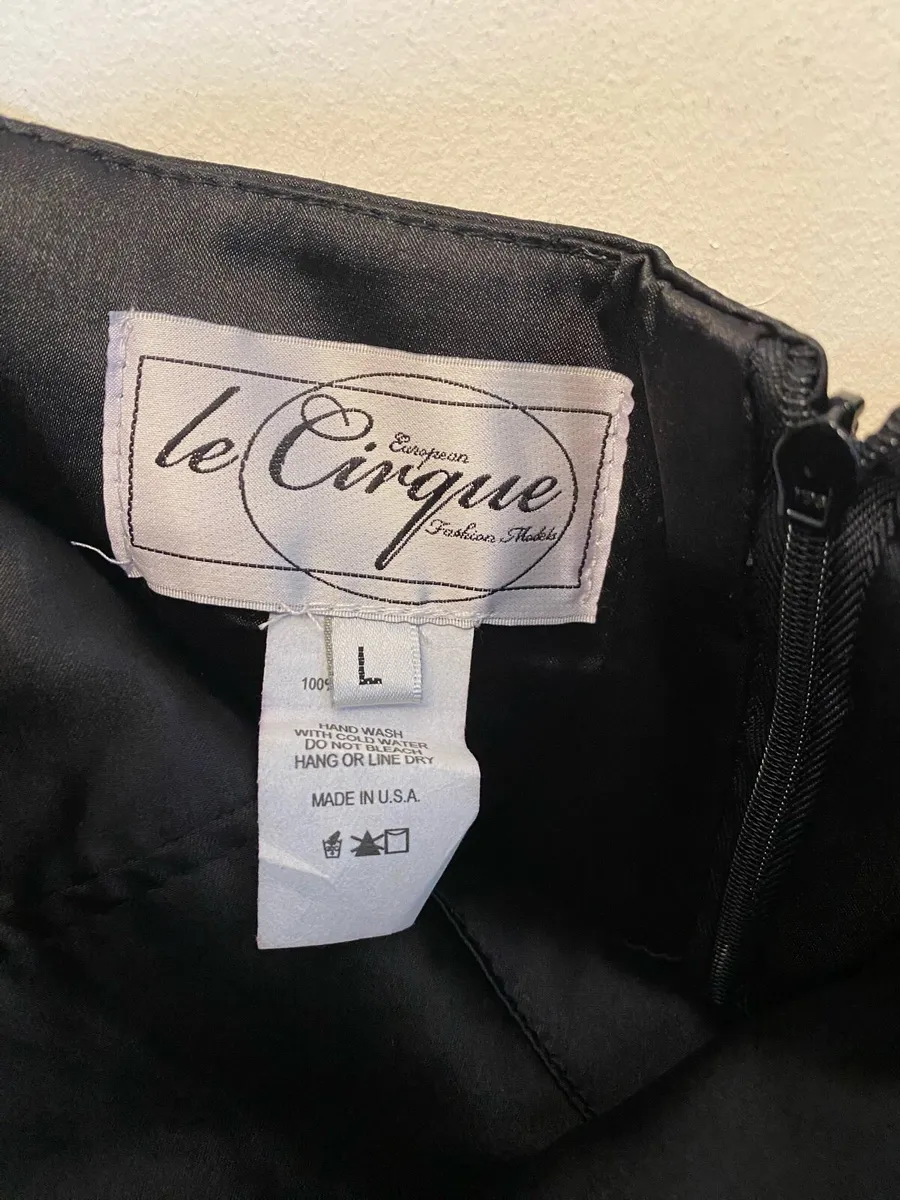 le Cirque
European
Fashion Models
L
100%
HAND WASH
WITH COLD WATER
DO NOT BLEACH
HANG OR LINE DRY
MADE IN U.S.A.